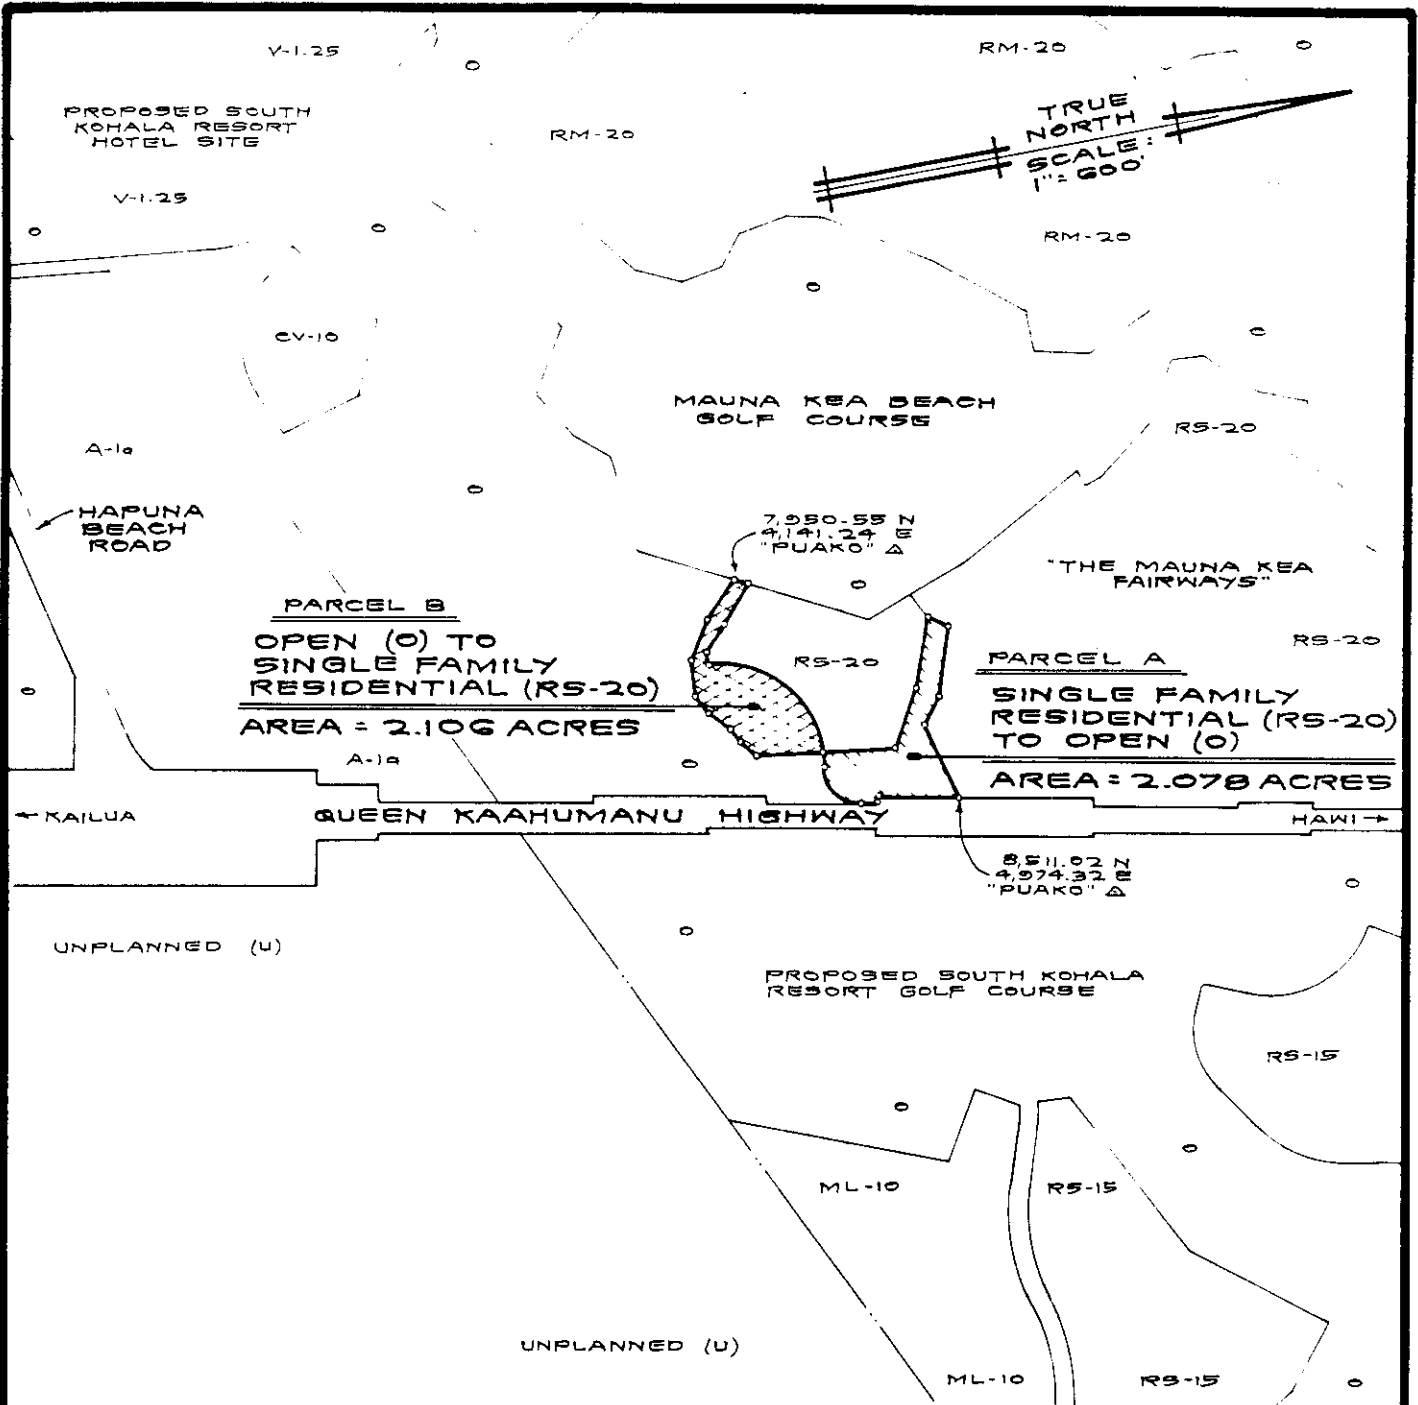 V-1.25
RM-20
O
O
PROPOSED SOUTH
KOHALA RESORT
HOTEL SITE
RM-20
TRUE
NORTH
SCALE:
1"=600'
V-1.25
O
O
RM-20
O
CV-10
O
MAUNA KEA BEACH
GOLF COURSE
RS-20
A-1a
O
HAPUNA
BEACH
ROAD
7,950.55 N
4,141.24 E
"PUAKO" △
O
"THE MAUNA KEA
FAIRWAYS"
PARCEL B
OPEN (O) TO
SINGLE FAMILY
RESIDENTIAL (RS-20)
AREA = 2.106 ACRES
RS-20
RS-20
PARCEL A
SINGLE FAMILY
RESIDENTIAL (RS-20)
TO OPEN (O)
AREA = 2.078 ACRES
O
A-1a
O
← KAILUA
QUEEN KAAHUMANU HIGHWAY
HAWI →
8,511.02 N
4,974.32 E
"PUAKO" △
O
O
UNPLANNED (U)
PROPOSED SOUTH KOHALA
RESORT GOLF COURSE
RS-15
O
O
ML-10
RS-15
UNPLANNED (U)
ML-10
RS-15
O